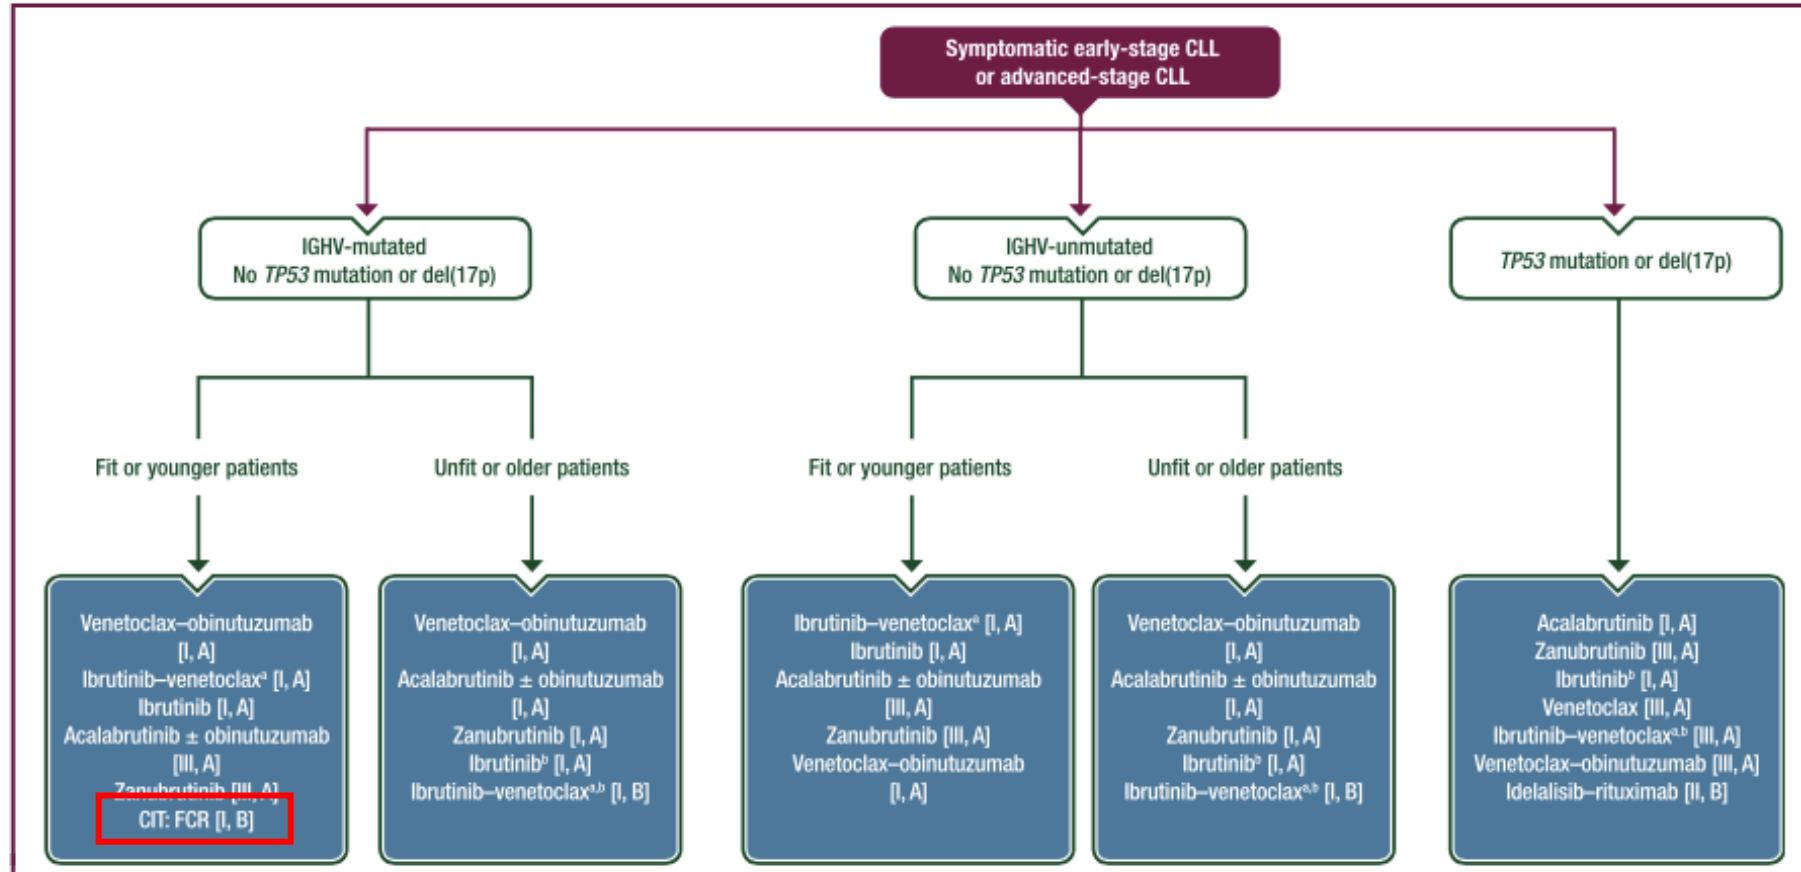 Symptomatic early-stage CLL
or advanced-stage CLL
IGHV-mutated
No TP53 mutation or del(17p)
IGHV-unmutated
No TP53 mutation or del(17p)
TP53 mutation or del(17p)
Fit or younger patients
Unfit or older patients
Fit or younger patients
Unfit or older patients
Venetoclax–obinutuzumab
[I, A]
Ibrutinib–venetoclaxᵃ [I, A]
Ibrutinib [I, A]
Acalabrutinib ± obinutuzumab
[III, A]
Zanubrutinib [III, A]
CIT: FCR [I, B]
Venetoclax–obinutuzumab
[I, A]
Acalabrutinib ± obinutuzumab
[I, A]
Zanubrutinib [I, A]
Ibrutinibᵇ [I, A]
Ibrutinib–venetoclaxᵃ,ᵇ [I, B]
Ibrutinib–venetoclaxᵃ [I, A]
Ibrutinib [I, A]
Acalabrutinib ± obinutuzumab
[III, A]
Zanubrutinib [III, A]
Venetoclax–obinutuzumab
[I, A]
Venetoclax–obinutuzumab
[I, A]
Acalabrutinib ± obinutuzumab
[I, A]
Zanubrutinib [I, A]
Ibrutinibᵇ [I, A]
Ibrutinib–venetoclaxᵃ,ᵇ [I, B]
Acalabrutinib [I, A]
Zanubrutinib [III, A]
Ibrutinibᵇ [I, A]
Venetoclax [III, A]
Ibrutinib–venetoclaxᵃ,ᵇ [III, A]
Venetoclax–obinutuzumab [III, A]
Idelalisib–rituximab [II, B]